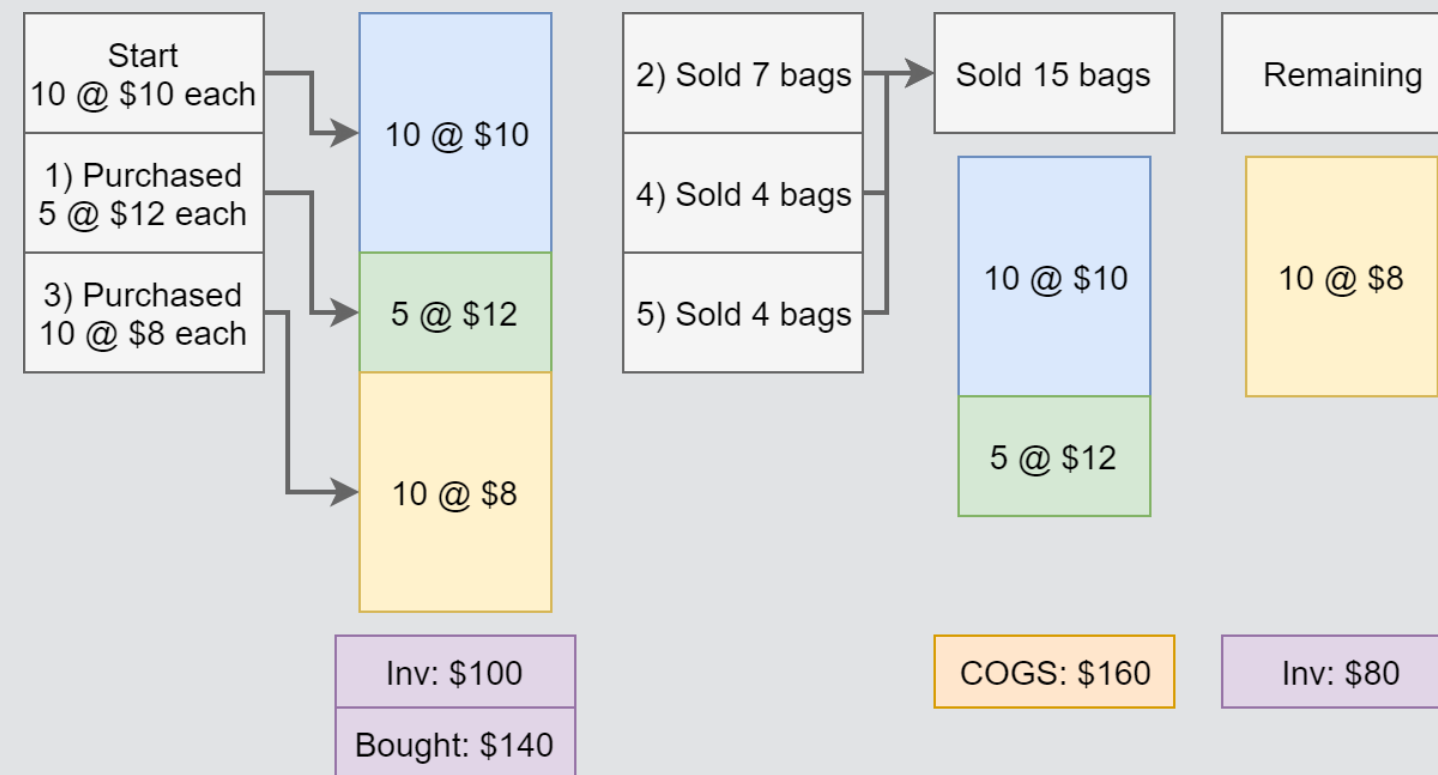 Start
10 @ $10 each
1) Purchased
5 @ $12 each
3) Purchased
10 @ $8 each
10 @ $10
5 @ $12
10 @ $8
Inv: $100
Bought: $140
2) Sold 7 bags
4) Sold 4 bags
5) Sold 4 bags
Sold 15 bags
10 @ $10
5 @ $12
COGS: $160
Remaining
10 @ $8
Inv: $80